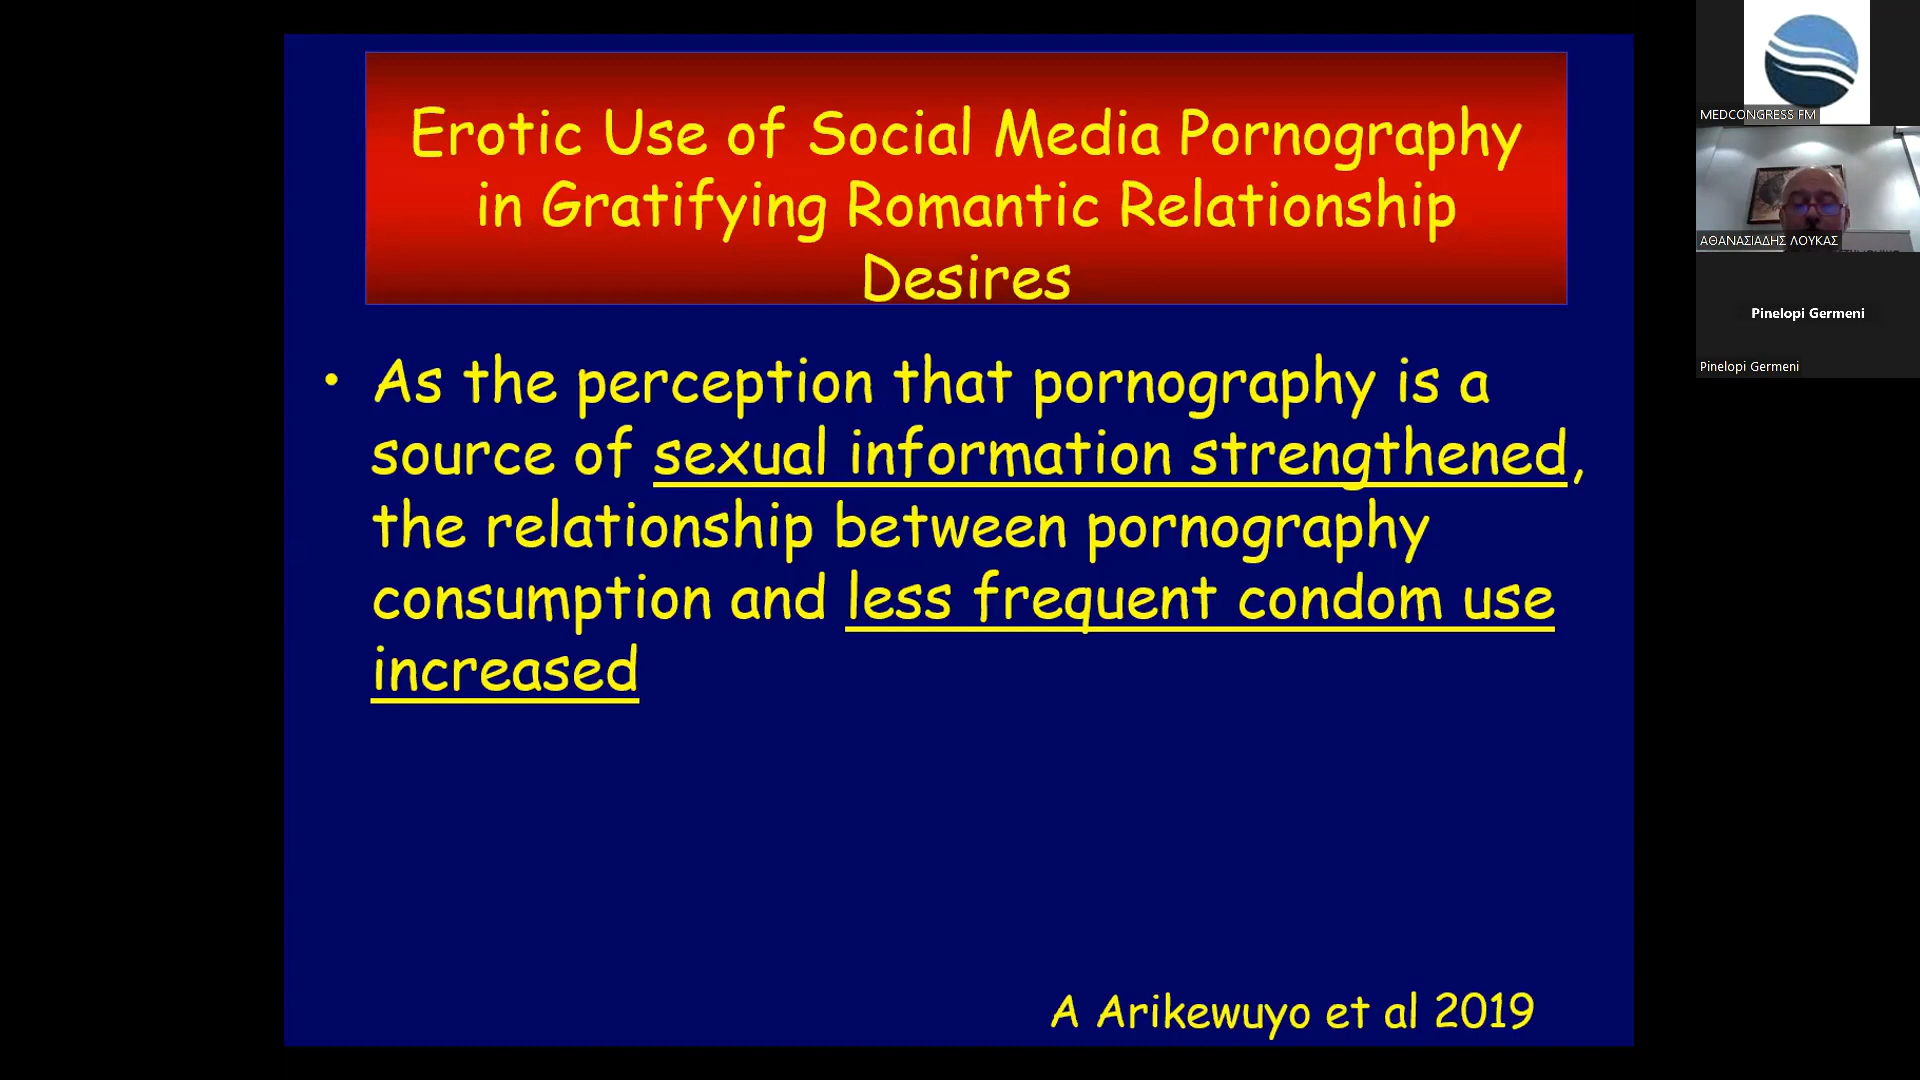 Erotic Use of Social Media Pornography
in Gratifying Romantic Relationship
Desires
• As the perception that pornography is a
source of sexual information strengthened,
the relationship between pornography
consumption and less frequent condom use
increased
A Arikewuyo et al 2019
MEDCONGRESS FM
ΑΘΑΝΑΣΙΑΔΗΣ ΛΟΥΚΑΣ
Pinelopi Germeni
Pinelopi Germeni